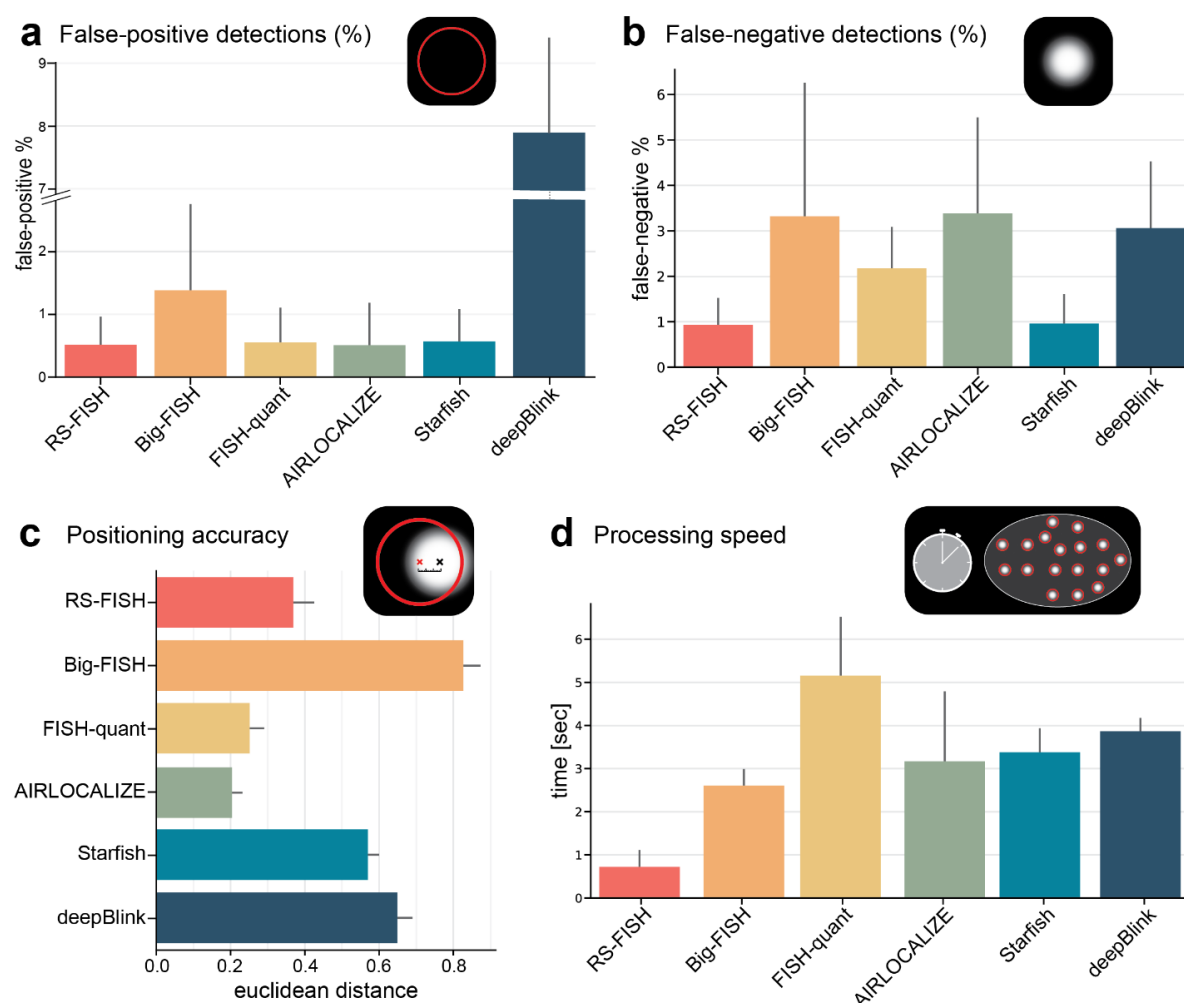 a False-positive detections (%)
false-positive %
9
8
7
2
1
0
RS-FISH
Big-FISH
FISH-quant
AIRLOCALIZE
Starfish
deepBlink
b False-negative detections (%)
false-negative %
6
5
4
3
2
1
0
RS-FISH
Big-FISH
FISH-quant
AIRLOCALIZE
Starfish
deepBlink
c Positioning accuracy
RS-FISH
Big-FISH
FISH-quant
AIRLOCALIZE
Starfish
deepBlink
0.0 0.2 0.4 0.6 0.8
euclidean distance
d Processing speed
time [sec]
6
5
4
3
2
1
0
RS-FISH
Big-FISH
FISH-quant
AIRLOCALIZE
Starfish
deepBlink